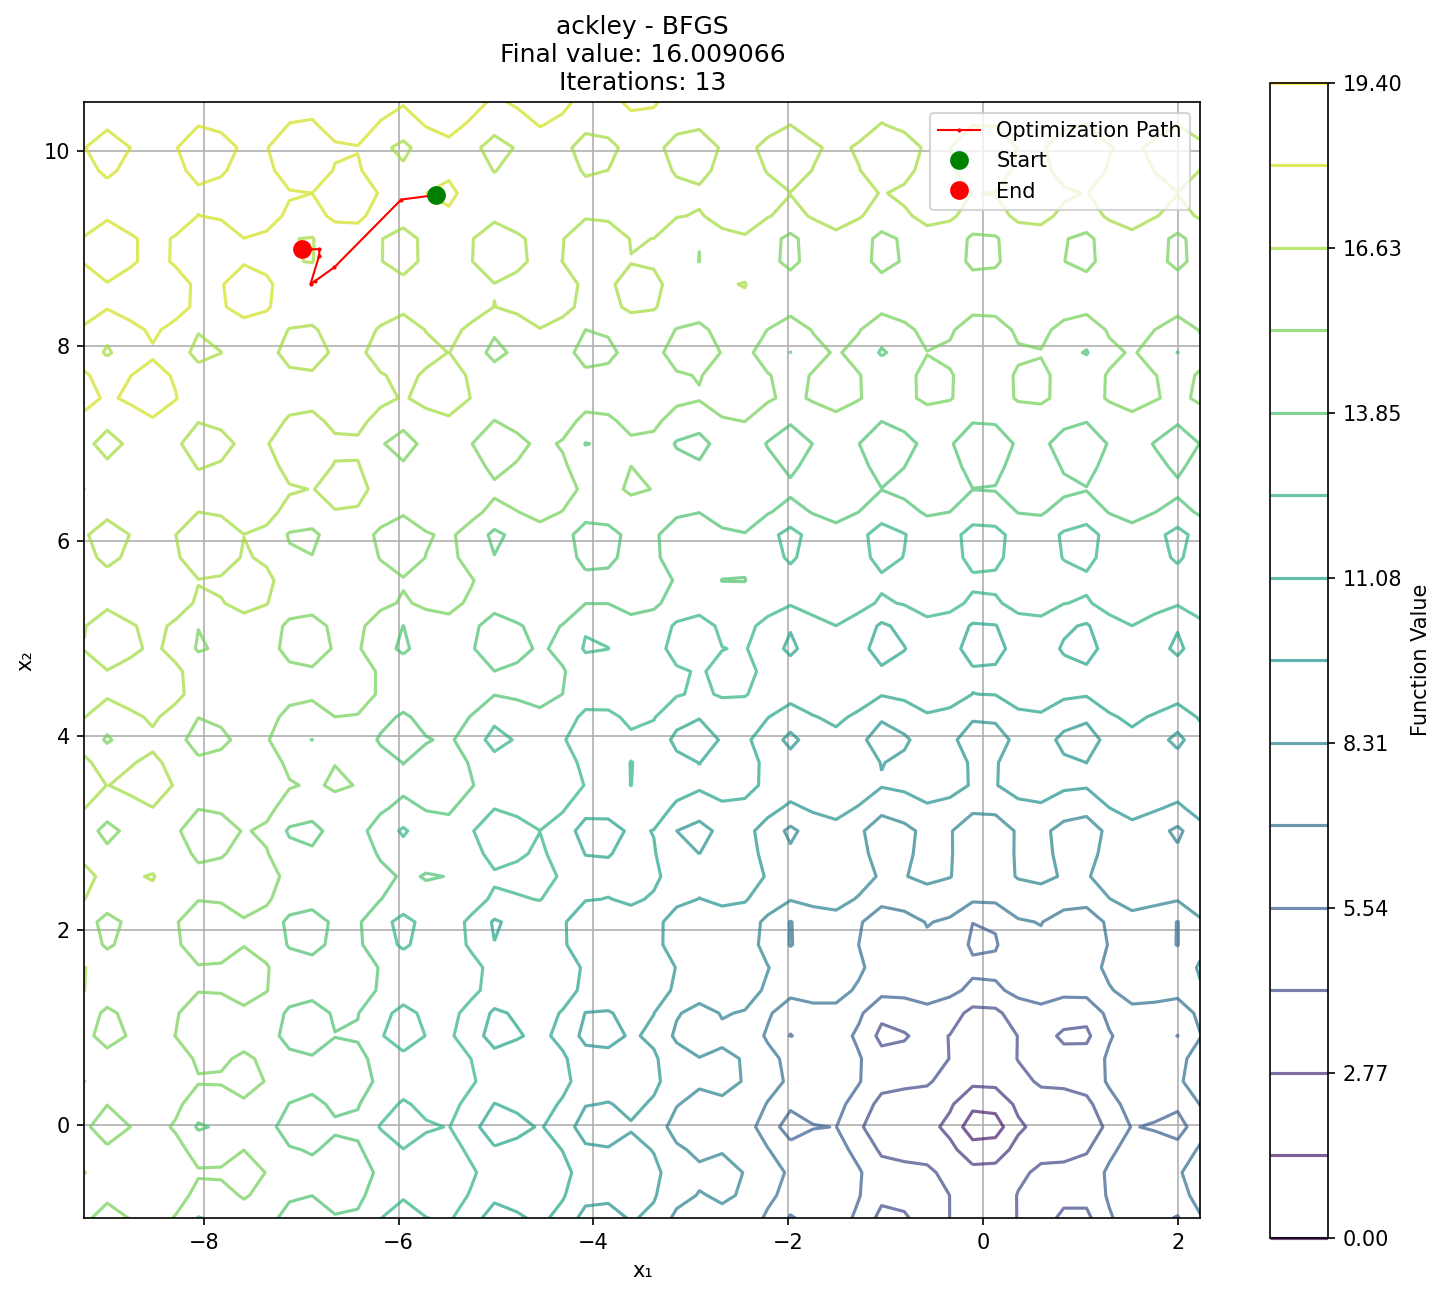 ackley - BFGS
Final value: 16.009066
Iterations: 13
Optimization Path
Start
End
10
8
6
4
2
0
x₂
−8
−6
−4
−2
0
2
x₁
19.40
16.63
13.85
11.08
8.31
5.54
2.77
0.00
Function Value